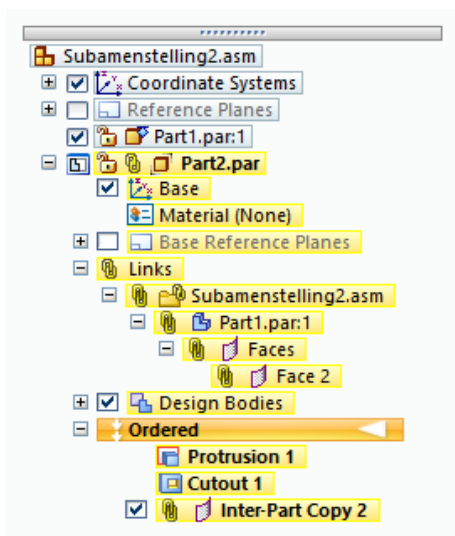 Subamenstelling2.asm
Coordinate Systems
Reference Planes
Part1.par:1
Part2.par
Base
Material (None)
Base Reference Planes
Links
Subamenstelling2.asm
Part1.par:1
Faces
Face 2
Design Bodies
Ordered
Protrusion 1
Cutout 1
Inter-Part Copy 2